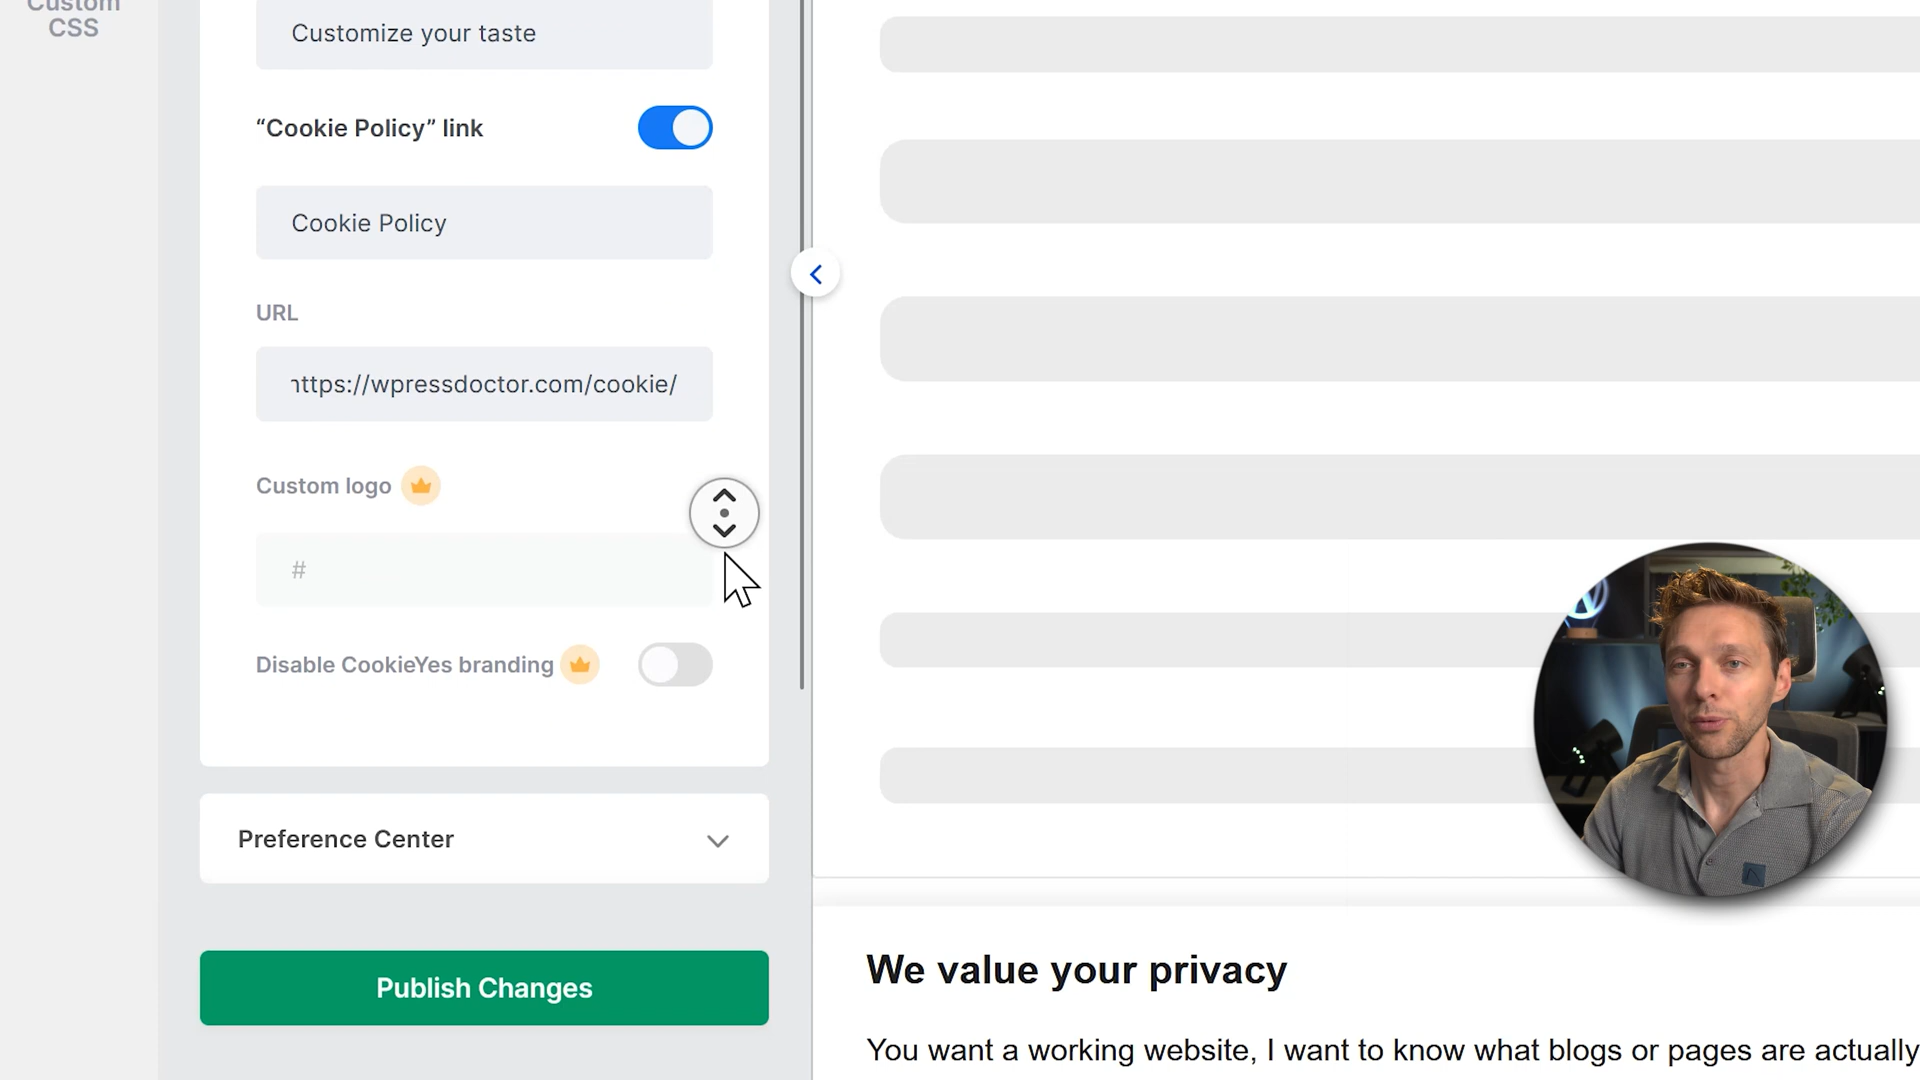 Custom
CSS
Customize your taste
“Cookie Policy” link
Cookie Policy
URL
https://wpressdoctor.com/cookie/
Custom logo
#
Disable CookieYes branding
Preference Center
Publish Changes
We value your privacy
You want a working website, I want to know what blogs or pages are actually